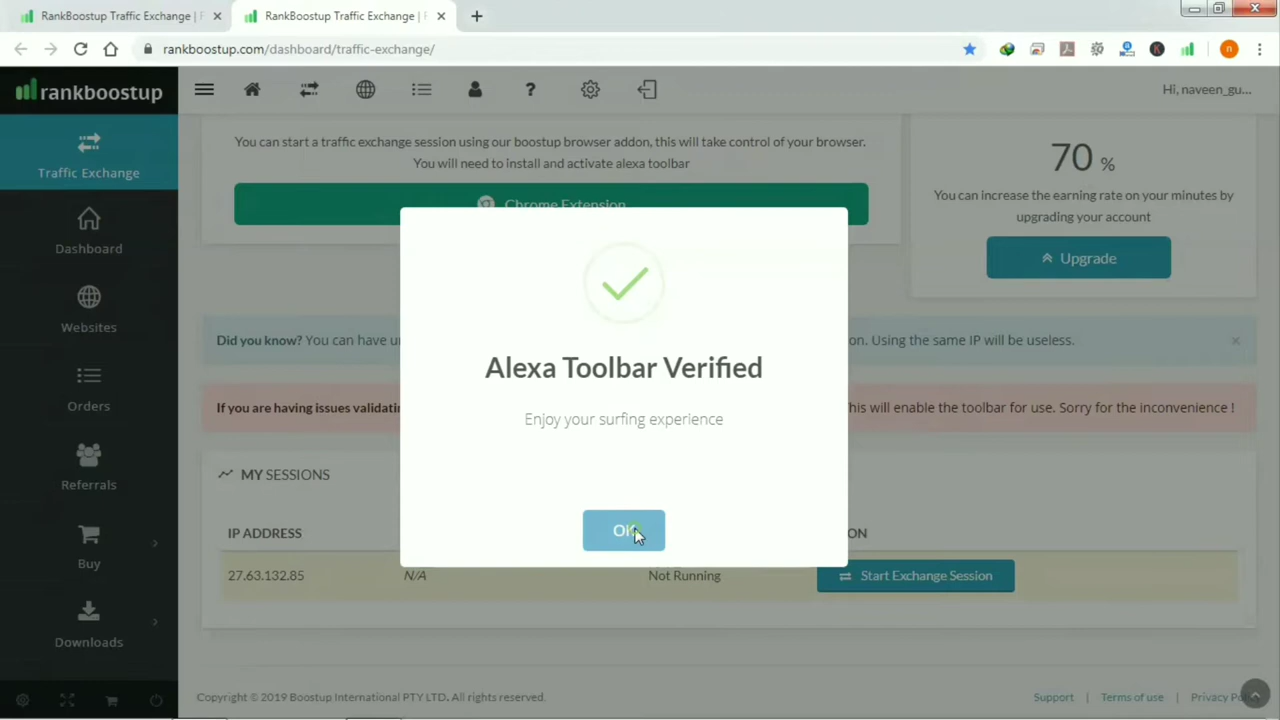 RankBoostup Traffic Exchange |
RankBoostup Traffic Exchange |
rankboostup.com/dashboard/traffic-exchange/
n
rankboostup
?
Hi, naveen_gu...
Traffic Exchange
Dashboard
Websites
Orders
Referrals
Buy
Downloads
You can start a traffic exchange session using our boostup browser addon, this will take control of your browser.
You will need to install and activate alexa toolbar
Chrome Extension
70 %
You can increase the earning rate on your minutes by
upgrading your account
Upgrade
Did you know? You can have on. Using the same IP will be useless.
If you are having issues This will enable the toolbar for use. Sorry for the inconvenience !
Alexa Toolbar Verified
Enjoy your surfing experience
OK
MY SESSIONS
IP ADDRESS
27.63.132.85 N/A Not Running Start Exchange Session
Copyright © 2019 Boostup International PTY LTD. All rights reserved.
Support | Terms of use | Privacy